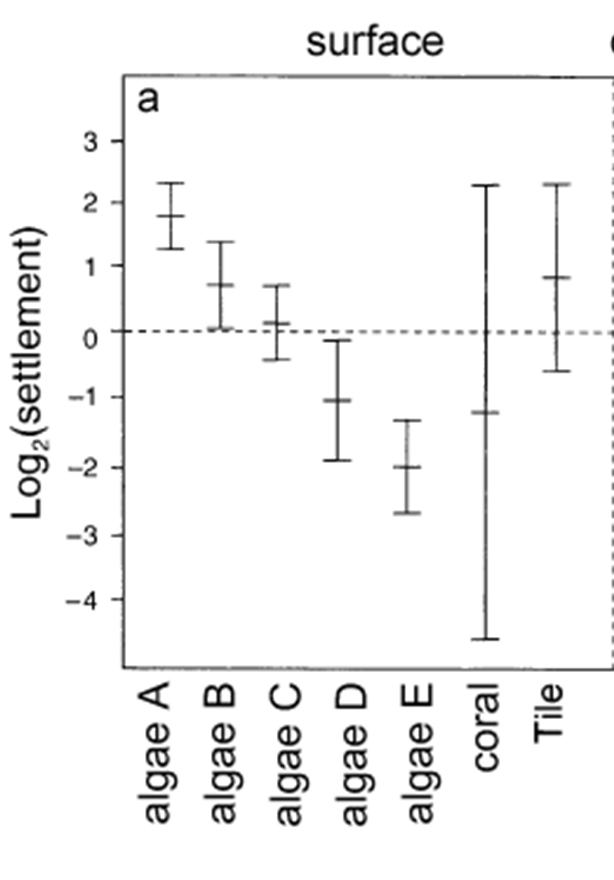 surface
a
3
2
1
0
−1
−2
−3
−4
Log₂(settlement)
algae A
algae B
algae C
algae D
algae E
coral
Tile